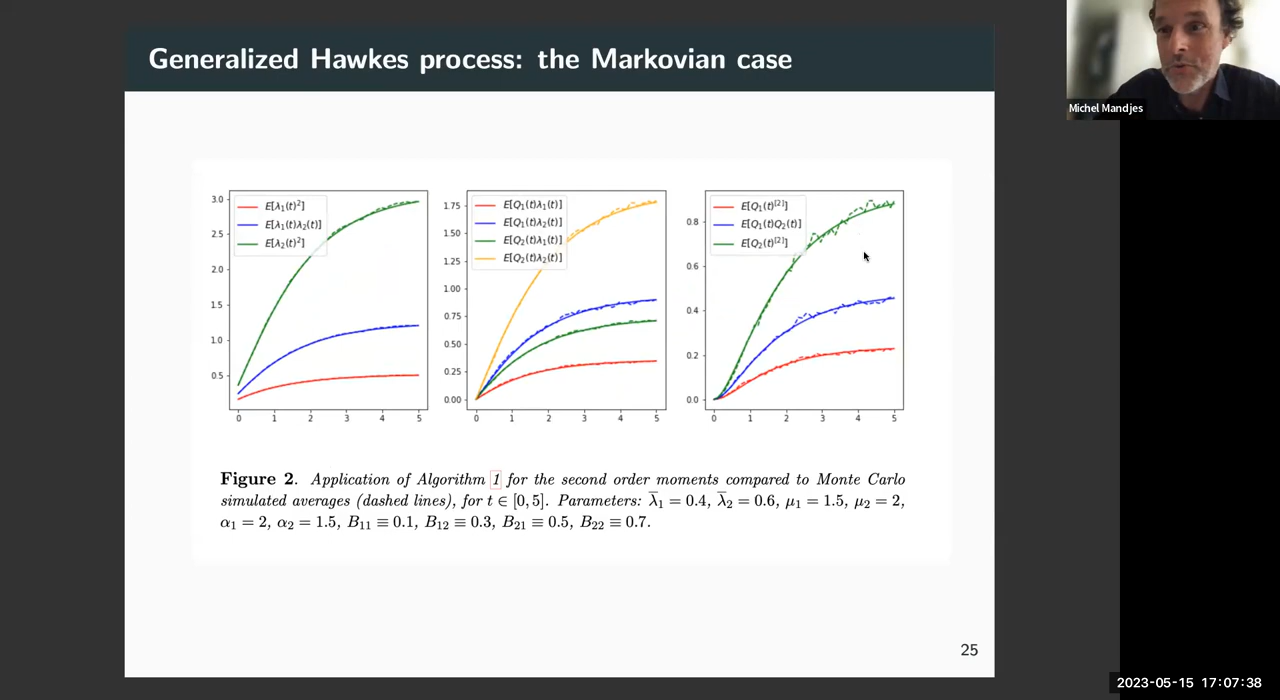 Generalized Hawkes process: the Markovian case
Michel Mandjes
E[λ₁(t)²]
E[λ₁(t)λ₂(t)]
E[λ₂(t)²]
3.0
2.5
2.0
1.5
1.0
0.5
0 1 2 3 4 5
E[Q₁(t)λ₁(t)]
E[Q₁(t)λ₂(t)]
E[Q₂(t)λ₁(t)]
E[Q₂(t)λ₂(t)]
1.75
1.50
1.25
1.00
0.75
0.50
0.25
0.00
0 1 2 3 4 5
E[Q₁(t)^[2]]
E[Q₁(t)Q₂(t)]
E[Q₂(t)^[2]]
0.8
0.6
0.4
0.2
0.0
0 1 2 3 4 5
Figure 2. Application of Algorithm 1 for the second order moments compared to Monte Carlo
simulated averages (dashed lines), for t ∈ [0, 5]. Parameters: λ̅₁ = 0.4, λ̅₂ = 0.6, μ₁ = 1.5, μ₂ = 2,
α₁ = 2, α₂ = 1.5, B₁₁ ≡ 0.1, B₁₂ ≡ 0.3, B₂₁ ≡ 0.5, B₂₂ ≡ 0.7.
25
2023-05-15 17:07:38